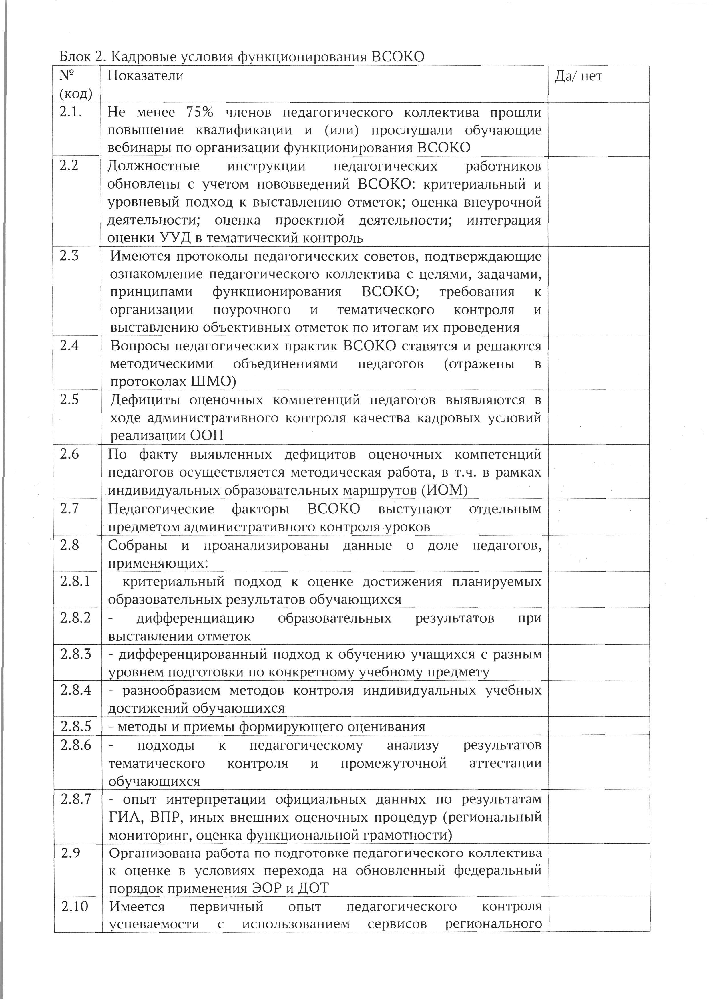 Блок 2. Кадровые условия функционирования ВСОКО
№ (код)
Показатели
Да/ нет
2.1.
Не менее 75% членов педагогического коллектива прошли
повышение квалификации и (или) прослушали обучающие
вебинары по организации функционирования ВСОКО
2.2
Должностные инструкции педагогических работников
обновлены с учетом нововведений ВСОКО: критериальный и
уровневый подход к выставлению отметок; оценка внеурочной
деятельности; оценка проектной деятельности; интеграция
оценки УУД в тематический контроль
2.3
Имеются протоколы педагогических советов, подтверждающие
ознакомление педагогического коллектива с целями, задачами,
принципами функционирования ВСОКО; требования к
организации поурочного и тематического контроля и
выставлению объективных отметок по итогам их проведения
2.4
Вопросы педагогических практик ВСОКО ставятся и решаются
методическими объединениями педагогов (отражены в
протоколах ШМО)
2.5
Дефициты оценочных компетенций педагогов выявляются в
ходе административного контроля качества кадровых условий
реализации ООП
2.6
По факту выявленных дефицитов оценочных компетенций
педагогов осуществляется методическая работа, в т.ч. в рамках
индивидуальных образовательных маршрутов (ИОМ)
2.7
Педагогические факторы ВСОКО выступают отдельным
предметом административного контроля уроков
2.8
Собраны и проанализированы данные о доле педагогов,
применяющих:
2.8.1
- критериальный подход к оценке достижения планируемых
образовательных результатов обучающихся
2.8.2
- дифференциацию образовательных результатов при
выставлении отметок
2.8.3
- дифференцированный подход к обучению учащихся с разным
уровнем подготовки по конкретному учебному предмету
2.8.4
- разнообразием методов контроля индивидуальных учебных
достижений обучающихся
2.8.5
- методы и приемы формирующего оценивания
2.8.6
- подходы к педагогическому анализу результатов
тематического контроля и промежуточной аттестации
обучающихся
2.8.7
- опыт интерпретации официальных данных по результатам
ГИА, ВПР, иных внешних оценочных процедур (региональный
мониторинг, оценка функциональной грамотности)
2.9
Организована работа по подготовке педагогического коллектива
к оценке в условиях перехода на обновленный федеральный
порядок применения ЭОР и ДОТ
2.10
Имеется первичный опыт педагогического контроля
успеваемости с использованием сервисов регионального